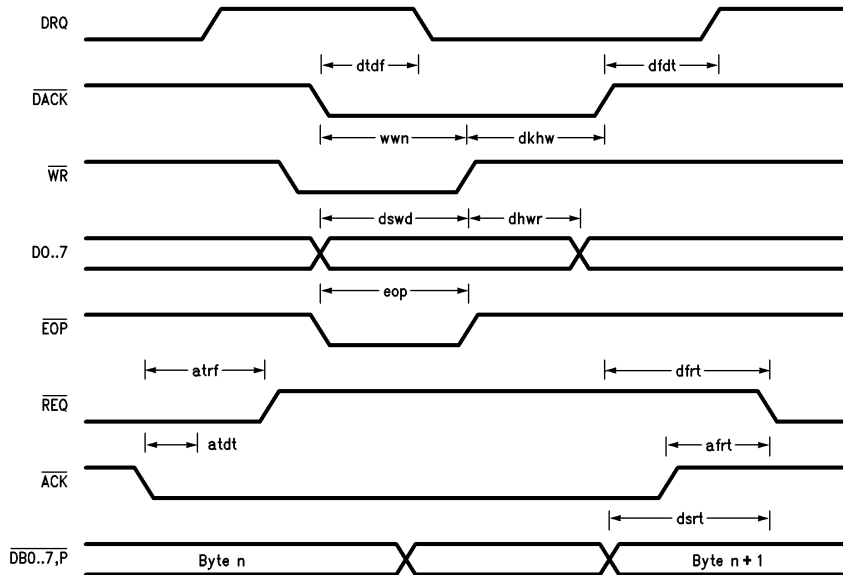 DRQ
dtdf
dfdt
DACK
wwn
dkhw
WR
dswd
dhwr
D0..7
eop
EOP
atrf
dfrt
REQ
atdt
afrt
ACK
dsrt
DB0..7,P
Byte n
Byte n+1